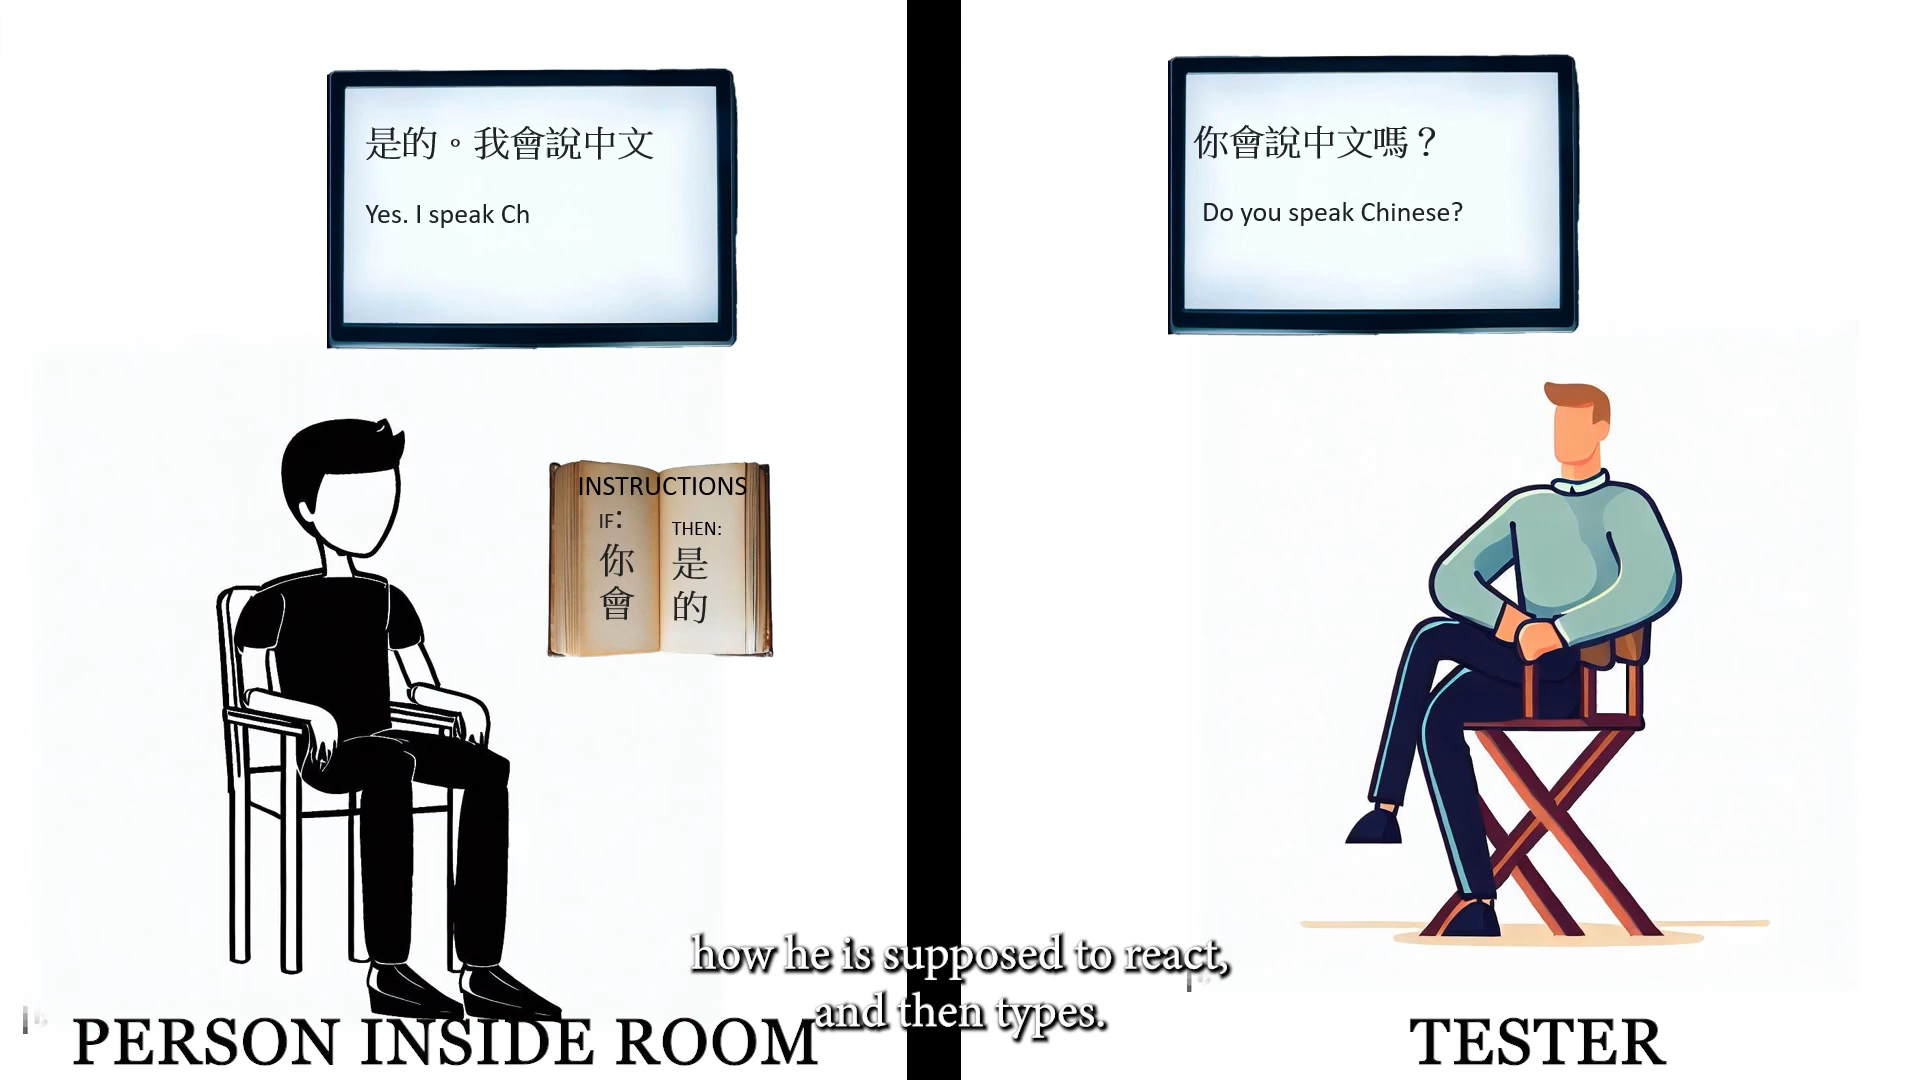 是的。我會說中文
Yes. I speak Ch
你會說中文嗎？
Do you speak Chinese?
INSTRUCTIONS
IF:
你
會
THEN:
是
的
how he is supposed to react,
and then types.
PERSON INSIDE ROOM
TESTER